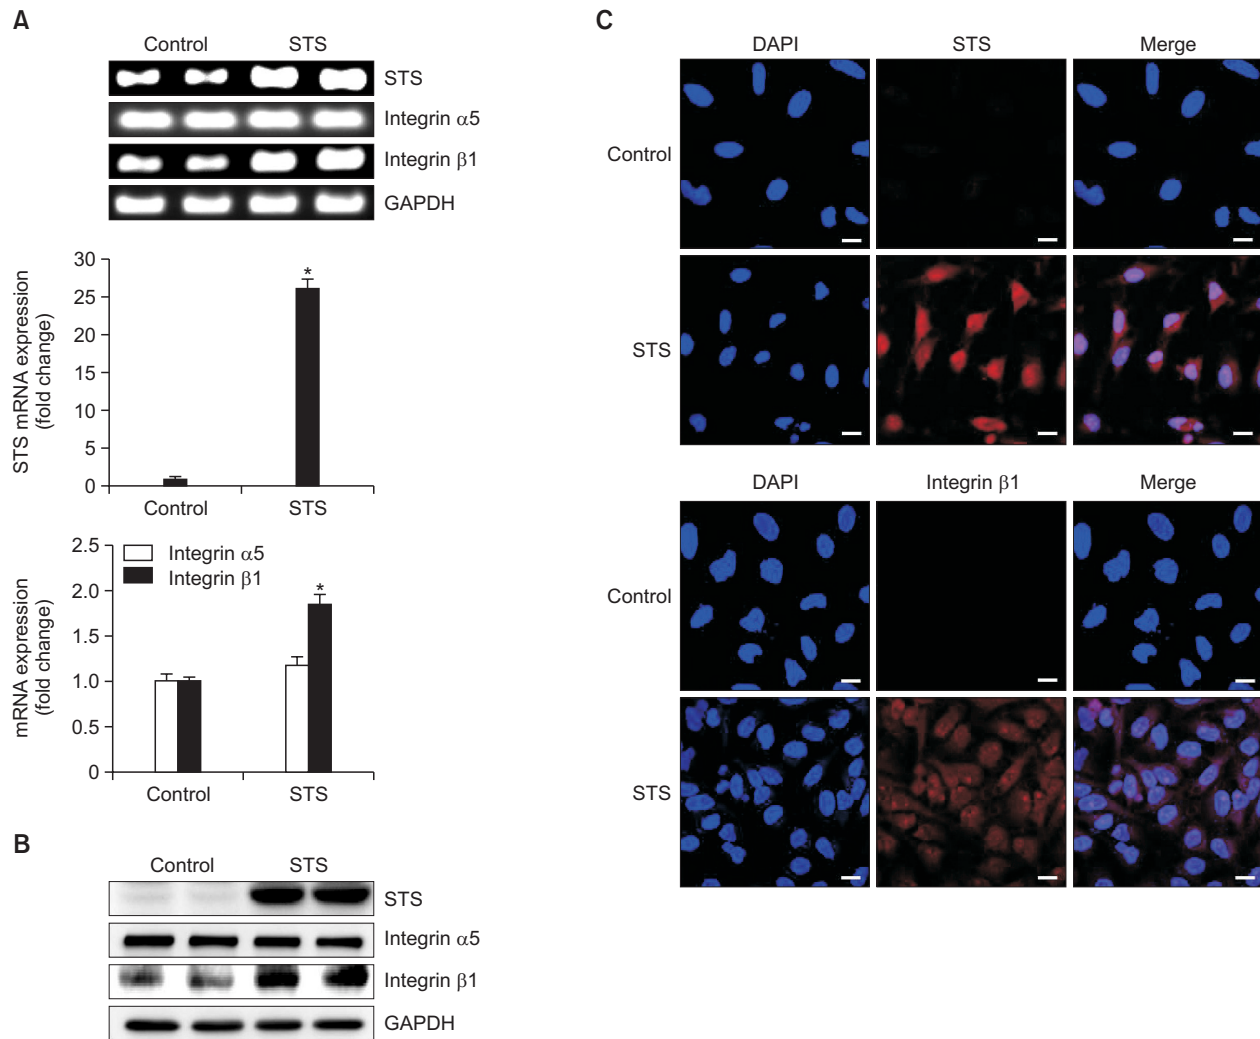 A
Control STS
STS
Integrin α5
Integrin β1
GAPDH
30
25
20
15
10
5
0
STS mRNA expression
(fold change)
*
Control STS
2.5
2.0
1.5
1.0
0.5
0
mRNA expression
(fold change)
Integrin α5
Integrin β1
*
Control STS
B
Control STS
STS
Integrin α5
Integrin β1
GAPDH
C
DAPI STS Merge
Control
STS
DAPI Integrin β1 Merge
Control
STS